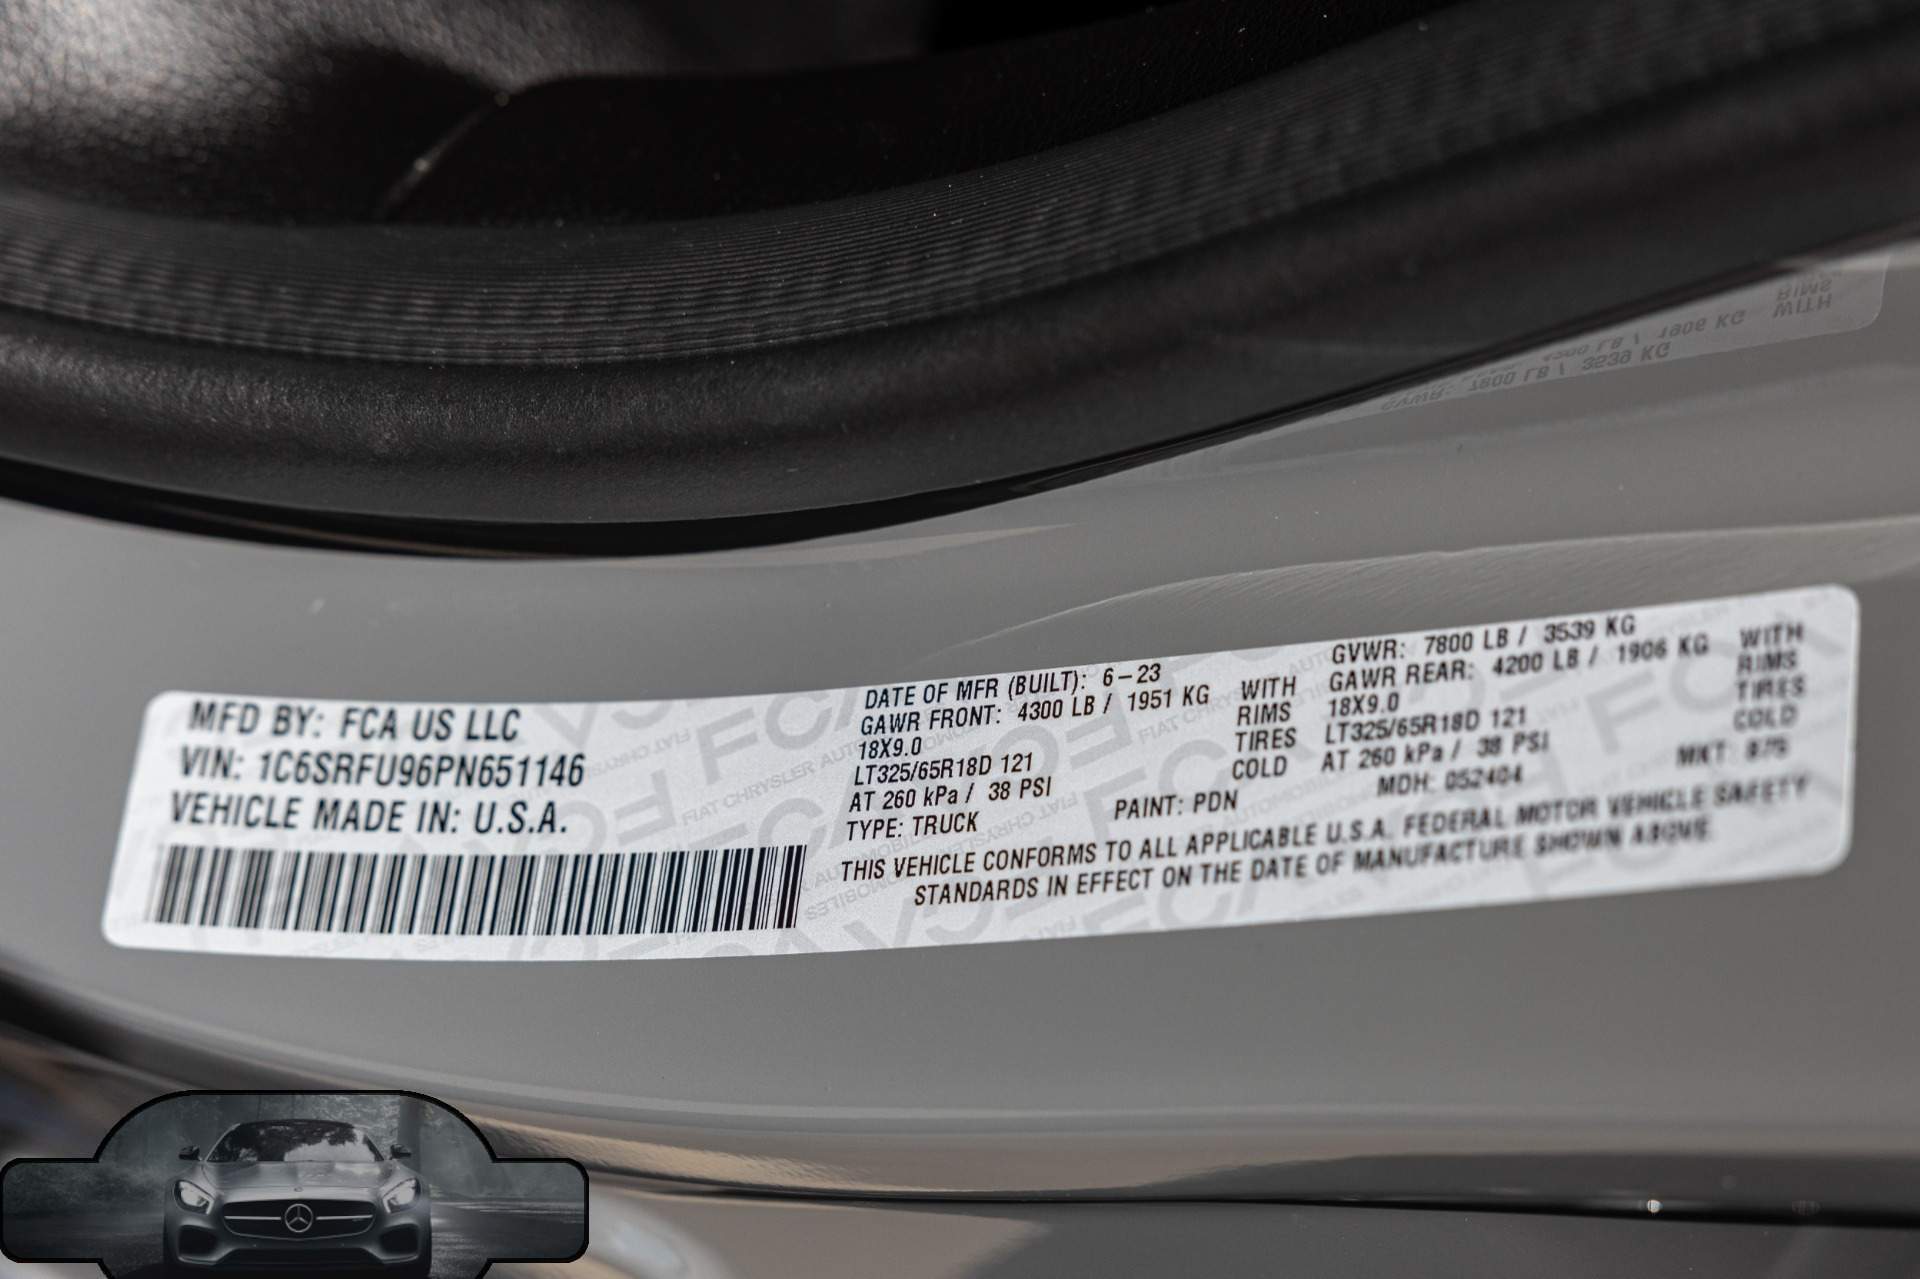 MFD BY: FCA US LLC
VIN: 1C6SRFU96PN651146
VEHICLE MADE IN: U.S.A.
DATE OF MFR (BUILT): 6-23
GAWR FRONT: 4300 LB / 1951 KG WITH
18X9.0 RIMS
LT325/65R18D 121 TIRES
AT 260 kPa / 38 PSI COLD
TYPE: TRUCK
PAINT: PDN
GVWR: 7800 LB / 3539 KG
GAWR REAR: 4200 LB / 1906 KG WITH
18X9.0 RIMS
LT325/65R18D 121 TIRES
AT 260 kPa / 38 PSI COLD
MDH: 052404
MKT:
THIS VEHICLE CONFORMS TO ALL APPLICABLE U.S.A. FEDERAL MOTOR VEHICLE SAFETY
STANDARDS IN EFFECT ON THE DATE OF MANUFACTURE SHOWN ABOVE.